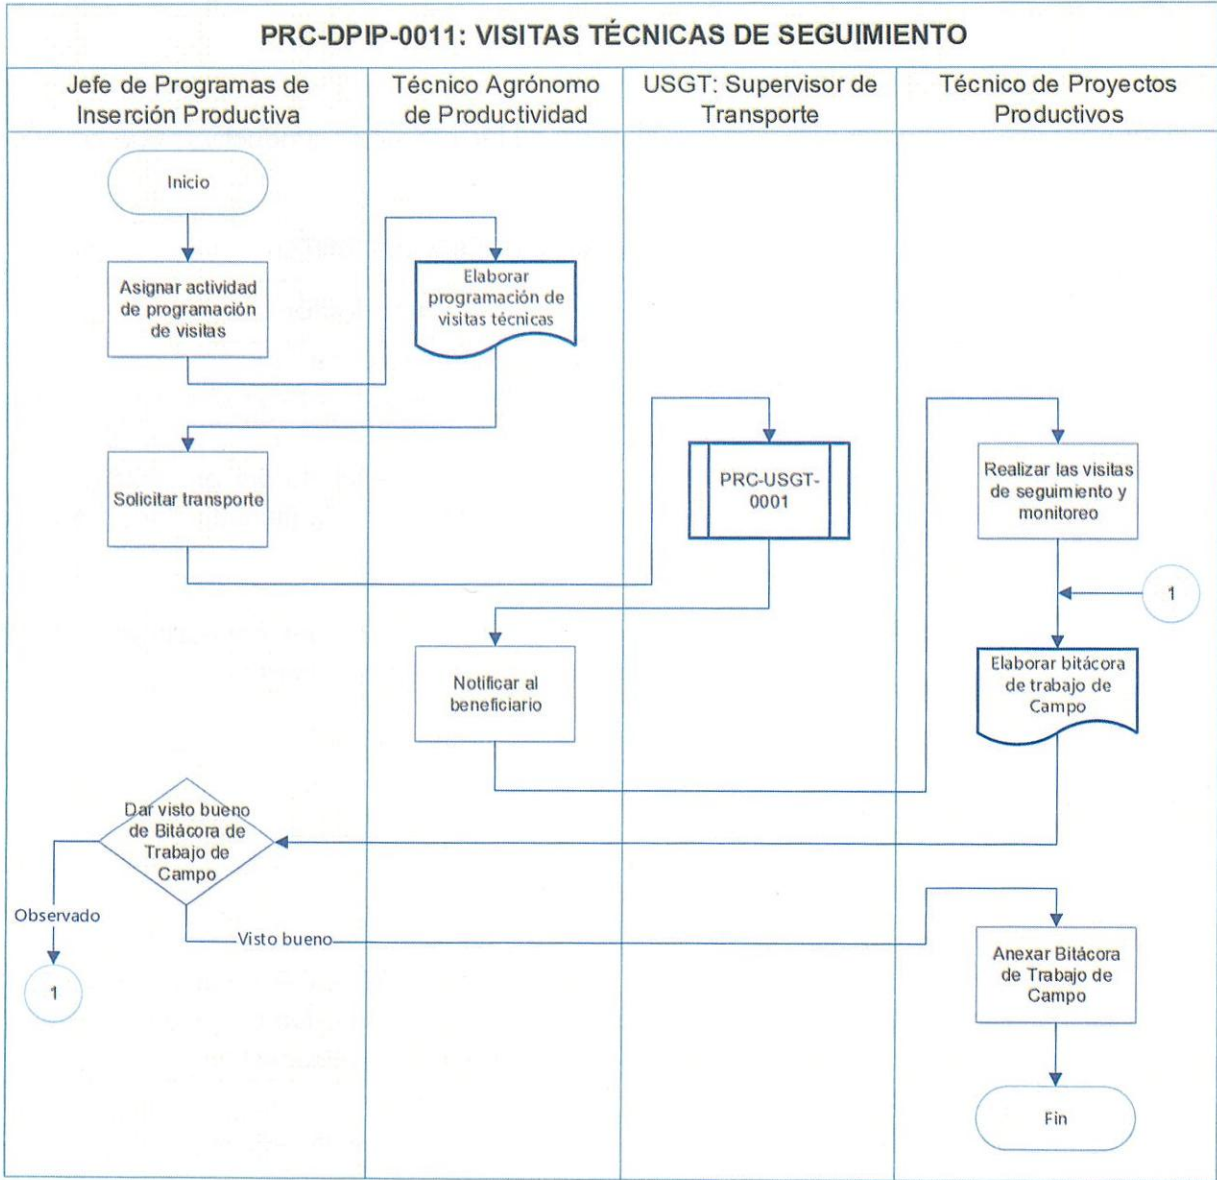 PRC-DPIP-0011: VISITAS TÉCNICAS DE SEGUIMIENTO
Jefe de Programas de
Inserción Productiva
Técnico Agrónomo
de Productividad
USGT: Supervisor de
Transporte
Técnico de Proyectos
Productivos
Inicio
Asignar actividad
de programación
de visitas
Elaborar
programación de
visitas técnicas
Solicitar transporte
PRC-USGT-
0001
Realizar las visitas
de seguimiento y
monitoreo
1
Notificar al
beneficiario
Elaborar bitácora
de trabajo de
Campo
Dar visto bueno
de Bitácora de
Trabajo de
Campo
Observado
Visto bueno
1
Anexar Bitácora
de Trabajo de
Campo
Fin